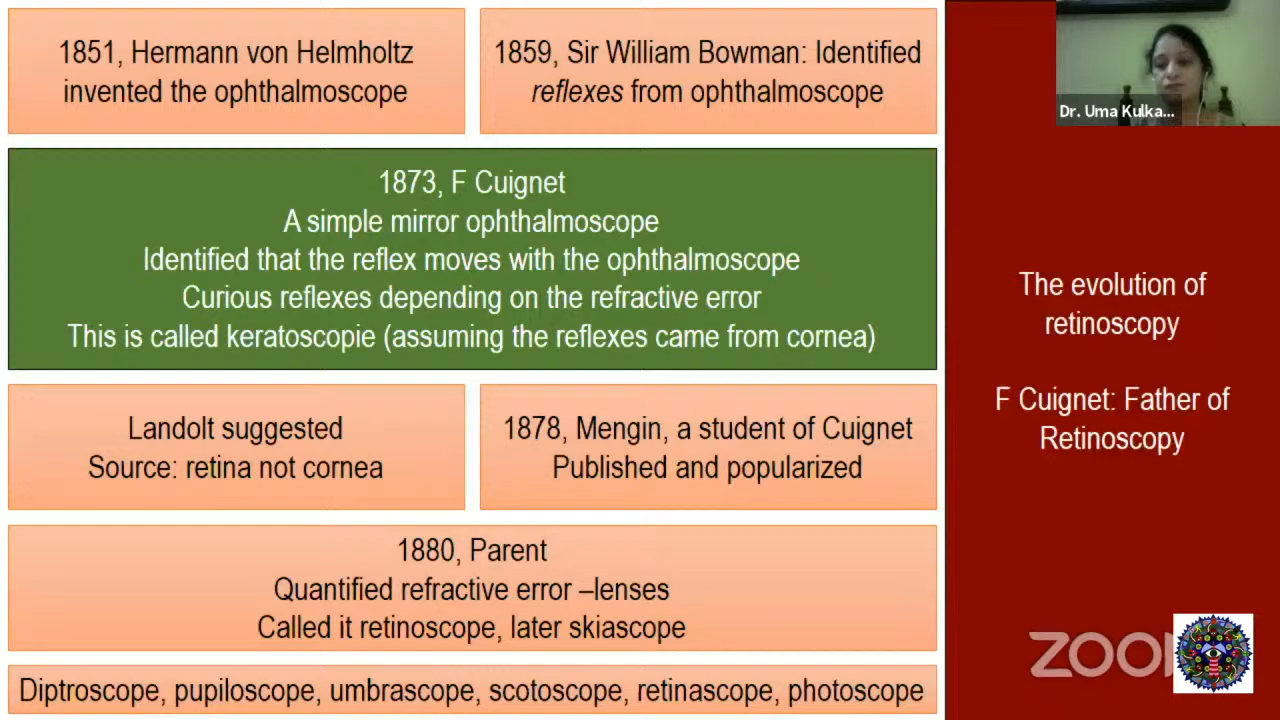 1851, Hermann von Helmholtz
invented the ophthalmoscope
1859, Sir William Bowman: Identified
reflexes from ophthalmoscope
Dr. Uma Kulka...
1873, F Cuignet
A simple mirror ophthalmoscope
Identified that the reflex moves with the ophthalmoscope
Curious reflexes depending on the refractive error
This is called keratoscopie (assuming the reflexes came from cornea)
The evolution of
retinoscopy
F Cuignet: Father of
Retinoscopy
Landolt suggested
Source: retina not cornea
1878, Mengin, a student of Cuignet
Published and popularized
1880, Parent
Quantified refractive error –lenses
Called it retinoscope, later skiascope
Diptroscope, pupiloscope, umbrascope, scotoscope, retinascope, photoscope